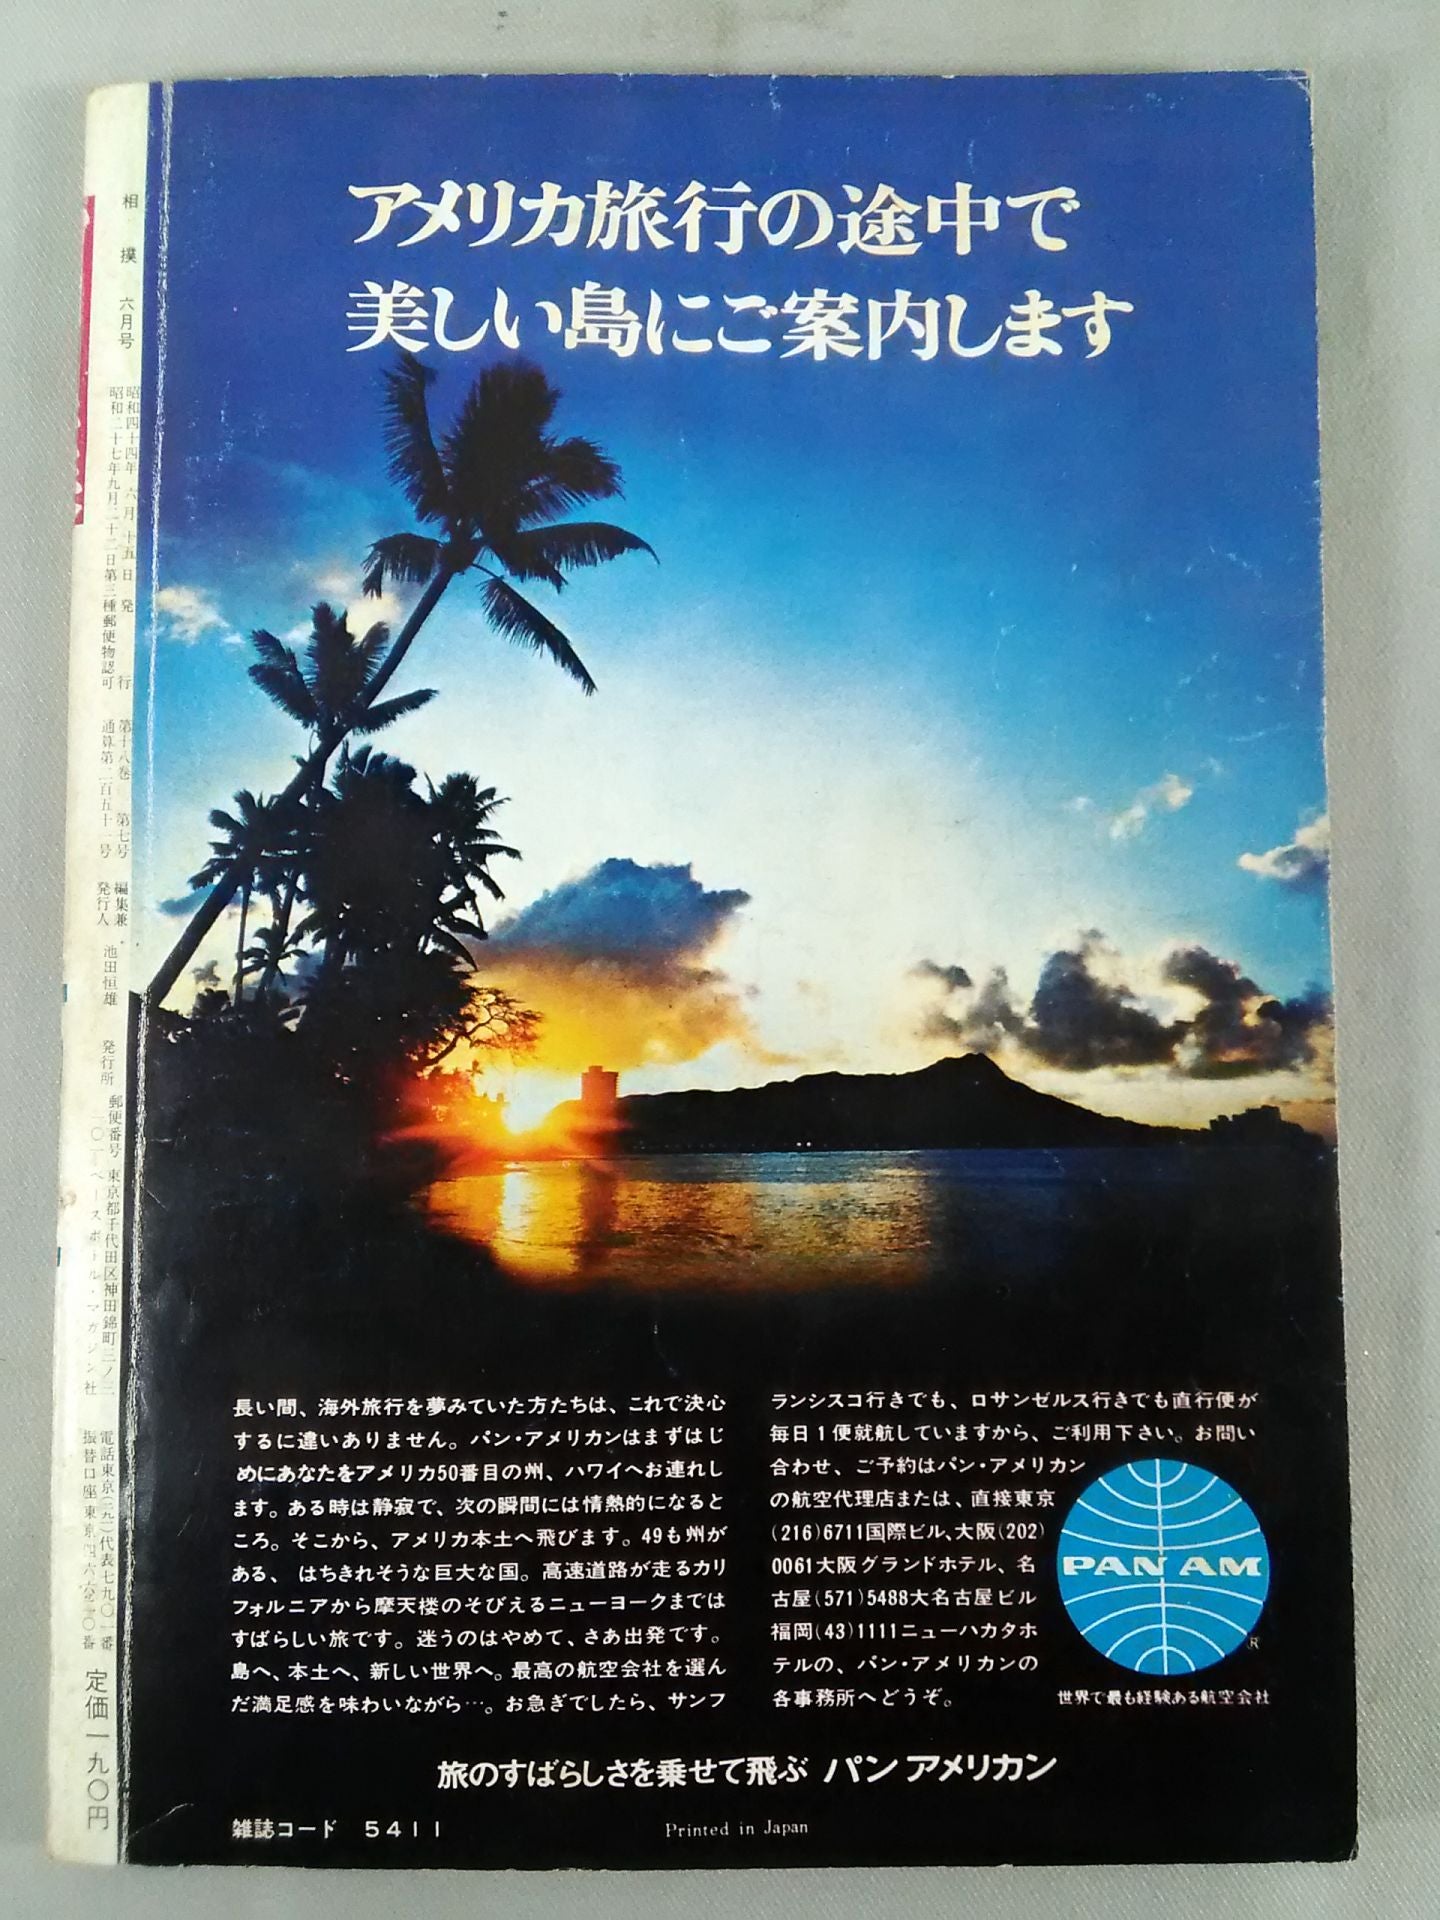 アメリカ旅行の途中で
美しい島にご案内します
長い間、海外旅行を夢みていた方たちは、これで決心
するに違いありません。パン・アメリカンはまずはじ
めにあなたをアメリカ50番目の州、ハワイへお連れし
ます。ある時は静寂で、次の瞬間には情熱的になると
ころ。そこから、アメリカ本土へ飛びます。49も州が
ある、はちきれそうな巨大な国。高速道路が走るカリ
フォルニアから摩天楼のそびえるニューヨークまでは
すばらしい旅です。迷うのはやめて、さあ出発です。
島へ、本土へ、新しい世界へ。最高の航空会社を選ん
だ満足感を味わいながら…。お急ぎでしたら、サンフ
ランシスコ行きでも、ロサンゼルス行きでも直行便が
毎日1便就航していますから、ご利用下さい。お問い
合わせ、ご予約はパン・アメリカン
の航空代理店または、直接東京
(216)6711国際ビル、大阪(202)
0061大阪グランドホテル、名
古屋(571)5488大名古屋ビル
福岡(43)1111ニューハカタホ
テルの、パン・アメリカンの
各事務所へどうぞ。
PAN AM
®
世界で最も経験ある航空会社
旅のすばらしさを乗せて飛ぶ パン アメリカン
雑誌コード 5411
Printed in Japan
相撲 六月号
昭和四十四年 六月 十五日 発行
昭和二十七年九月二十二日第三種郵便物認可
第十八巻 第七号
通算第二百五十一号
編集兼
発行人 池田恒雄
発行所 郵便番号 東京都千代田区神田錦町三ノ三
一〇一 ベースボール・マガジン社
電話東京(二九一)代表七九〇一番
振替口座東京
定価一九〇円